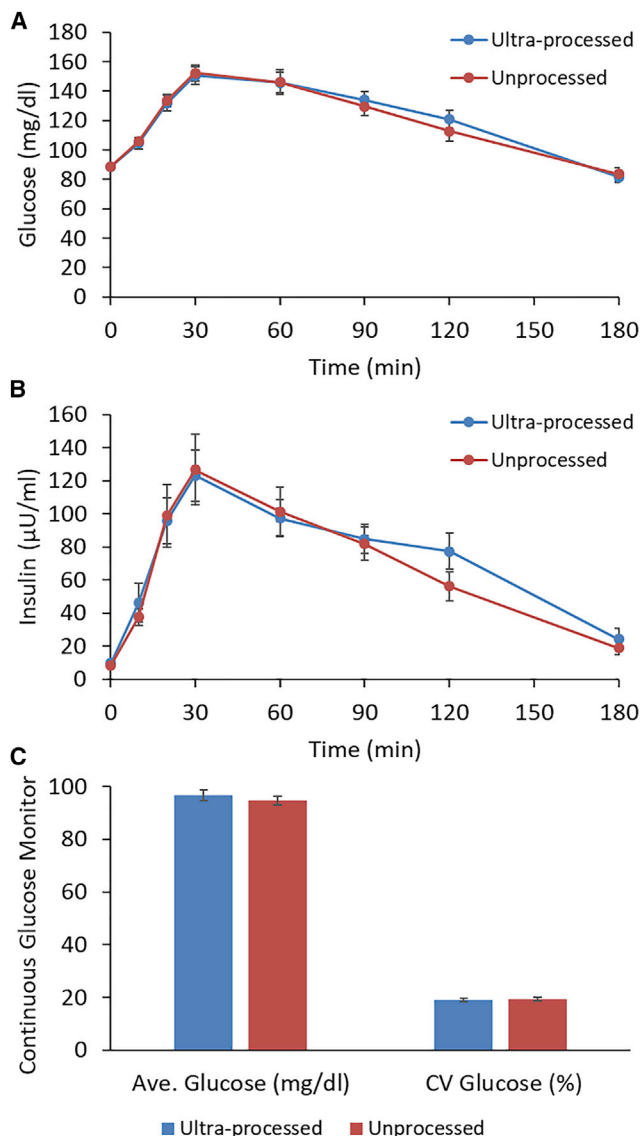 A
Glucose (mg/dl)
180
160
140
120
100
80
60
40
20
0
Ultra-processed
Unprocessed
0 30 60 90 120 150 180
Time (min)
B
Insulin (µU/ml)
160
140
120
100
80
60
40
20
0
Ultra-processed
Unprocessed
0 30 60 90 120 150 180
Time (min)
C
Continuous Glucose Monitor
100
80
60
40
20
0
Ave. Glucose (mg/dl) CV Glucose (%)
Ultra-processed Unprocessed